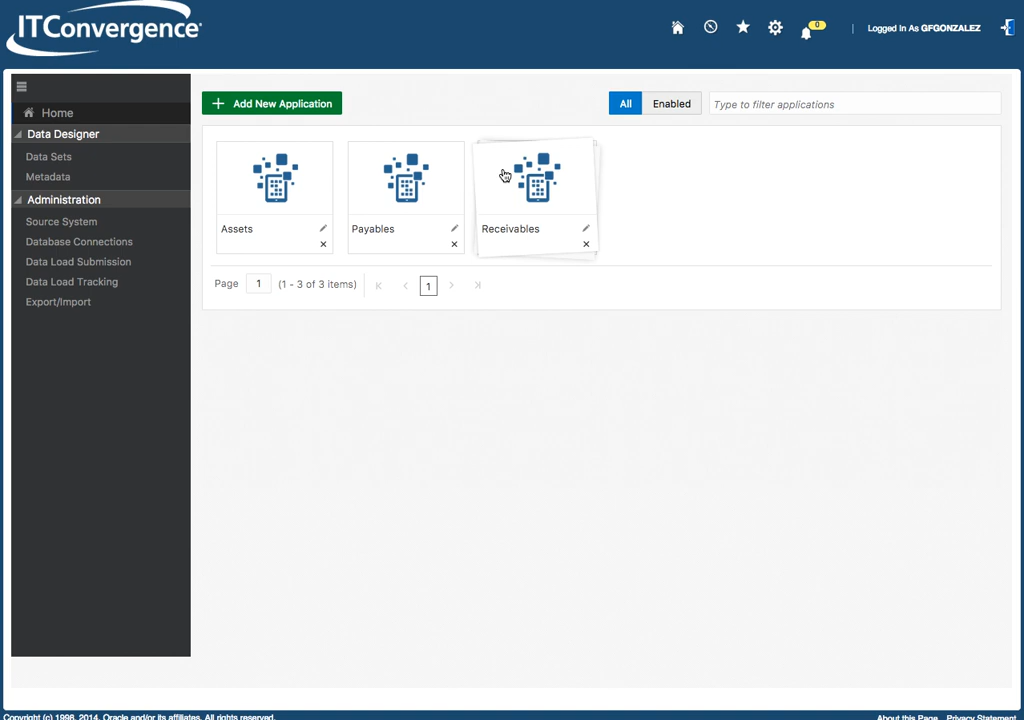 ITConvergence
0
Logged In As GFGONZALEZ
Home
Data Designer
Data Sets
Metadata
Administration
Source System
Database Connections
Data Load Submission
Data Load Tracking
Export/Import
+ Add New Application
All
Enabled
Type to filter applications
Assets
Payables
Receivables
Page 1 (1 - 3 of 3 items) 1
Copyright (c) 1998, 2014, Oracle and/or its affiliates. All rights reserved.
About this Page Privacy Statement